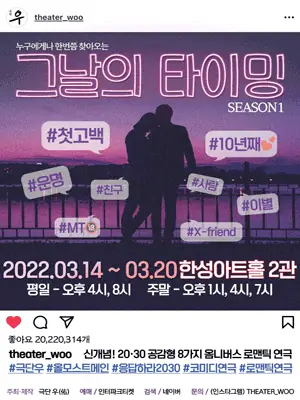 극단 우
theater_woo
누구에게나 한번쯤 찾아오는
그날의 타이밍
SEASON1
#첫고백
#10년째
#운명
#친구
#사랑
#이별
#MT
#X-friend
2022.03.14 ~ 03.20 한성아트홀 2관
평일 - 오후 4시, 8시 주말 - 오후 1시, 4시, 7시
좋아요 20,220,314개
theater_woo 신개념! 20·30 공감형 8가지 옴니버스 로맨틱 연극
#극단우 #올모스트메인 #응답하라2030 #코미디연극 #로맨틱연극
주최·제작 극단 우(偊) 예매 / 인터파크티켓 검색 / 네이버 문의 / (인스타그램) THEATER_WOO